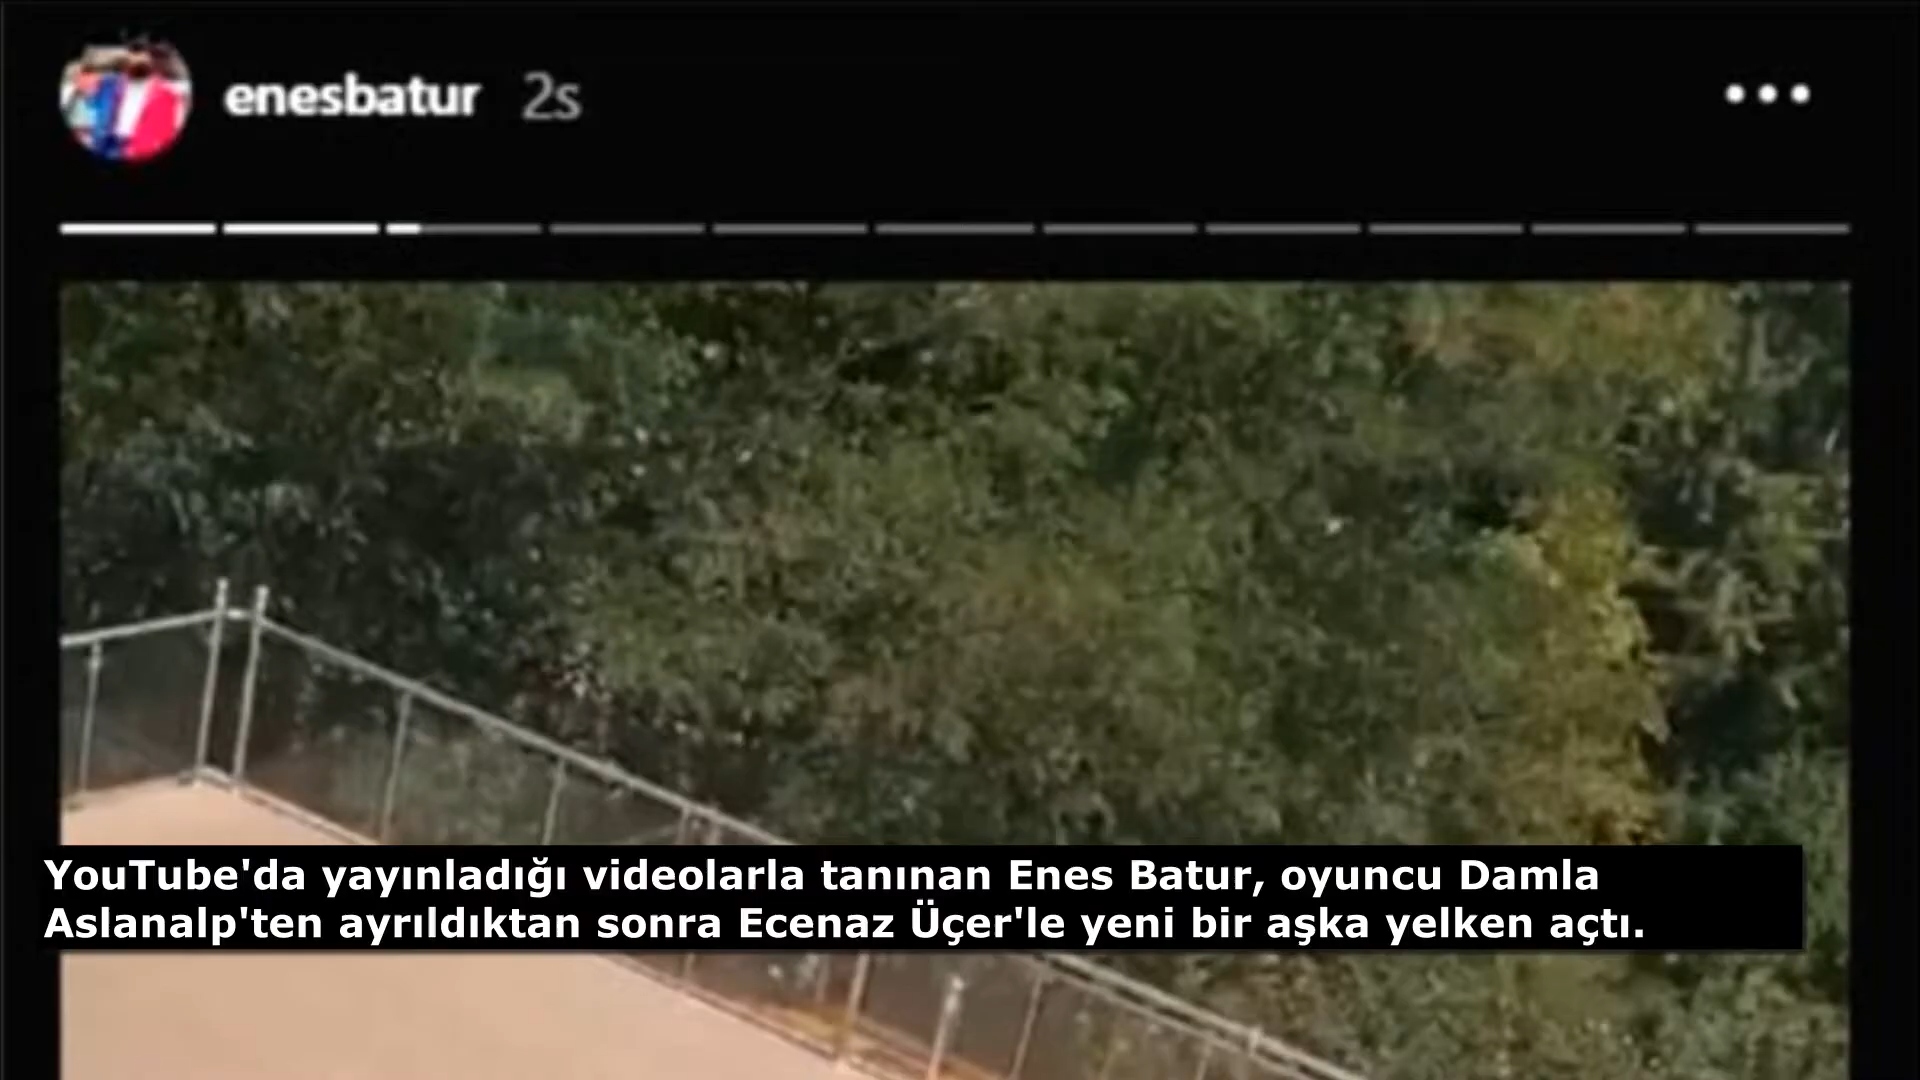 enesbatur 2s
YouTube'da yayınladığı videolarla tanınan Enes Batur, oyuncu Damla
Aslanalp'ten ayrıldıktan sonra Ecenaz Üçer'le yeni bir aşka yelken açtı.